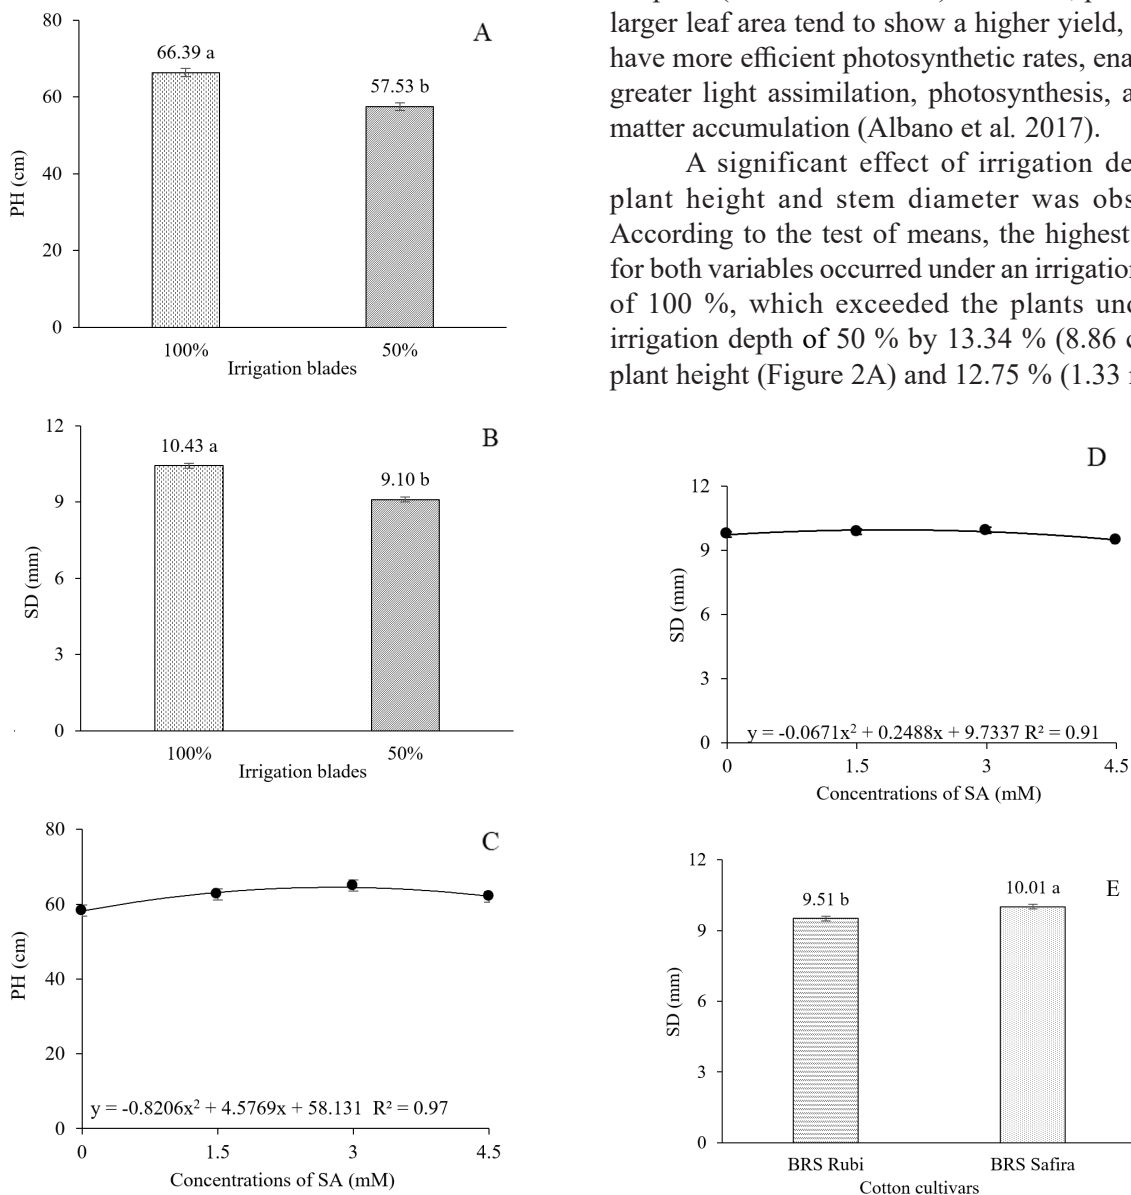 80
60
40
20
0
PH (cm)
66.39 a
57.53 b
A
100%
50%
Irrigation blades
12
9
6
3
0
SD (mm)
10.43 a
9.10 b
B
100%
50%
Irrigation blades
80
60
40
20
0
PH (cm)
C
y = -0.8206x² + 4.5769x + 58.131 R² = 0.97
0
1.5
3
4.5
Concentrations of SA (mM)
larger leaf area tend to show a higher yield,
have more efficient photosynthetic rates, ena
greater light assimilation, photosynthesis, a
matter accumulation (Albano et al. 2017).
A significant effect of irrigation de
plant height and stem diameter was obs
According to the test of means, the highest
for both variables occurred under an irrigation
of 100 %, which exceeded the plants und
irrigation depth of 50 % by 13.34 % (8.86 c
plant height (Figure 2A) and 12.75 % (1.33
D
12
9
6
3
0
SD (mm)
y = -0.0671x² + 0.2488x + 9.7337 R² = 0.91
0
1.5
3
4.5
Concentrations of SA (mM)
12
9
6
3
0
SD (mm)
9.51 b
10.01 a
E
BRS Rubi
BRS Safira
Cotton cultivars